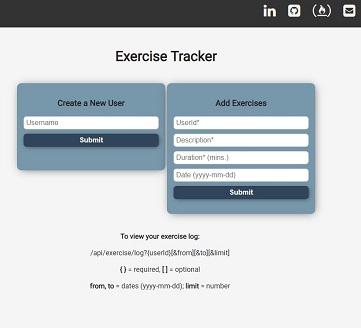 in
Exercise Tracker
Create a New User
Username
Submit
Add Exercises
UserId*
Description*
Duration* (mins.)
Date (yyyy-mm-dd)
Submit
To view your exercise log:
/api/exercise/log?{userId}[&from][&to][&limit]
{ } = required, [ ] = optional
from, to = dates (yyyy-mm-dd); limit = number